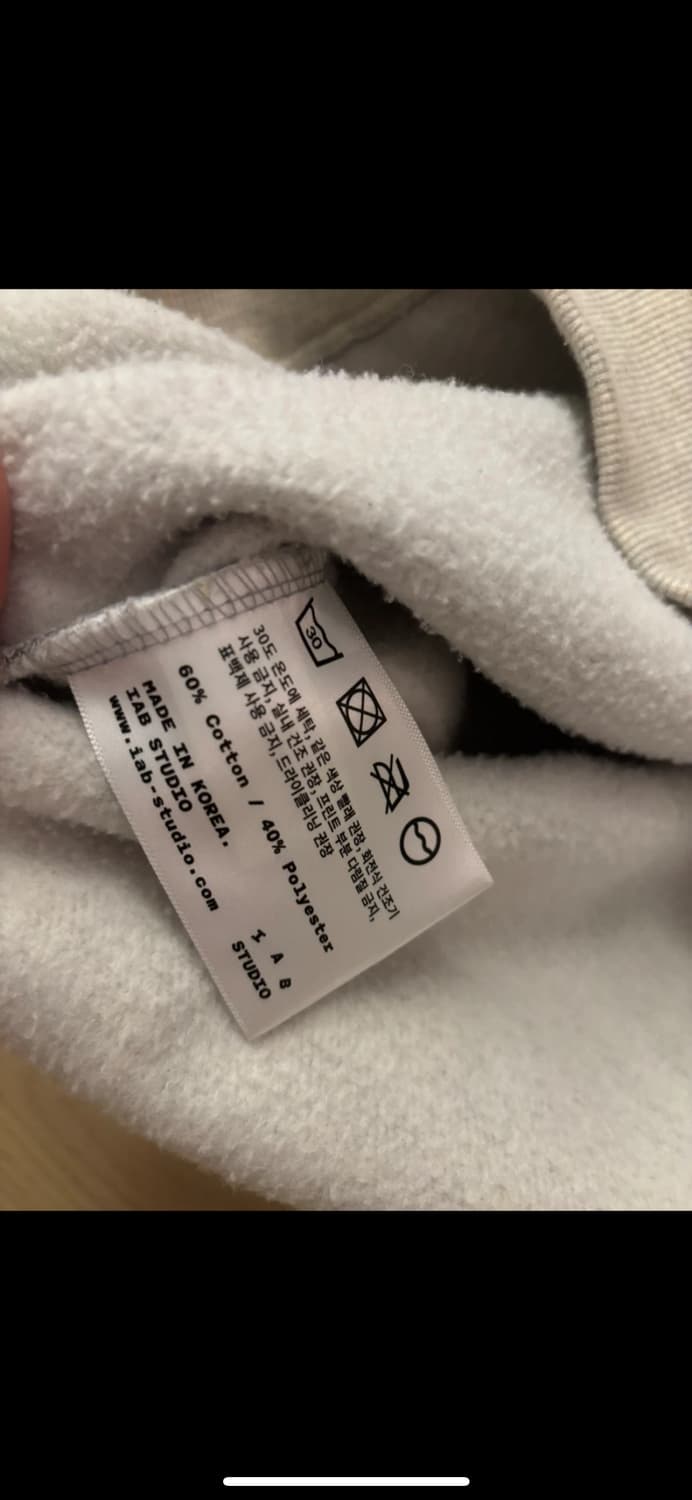 30
30도 온도에 세탁, 같은 색상 빨래 권장, 회전식 건조기
사용 금지, 실내 건조 권장, 프린트 부분 다림질 금지,
표백제 사용 금지, 드라이클리닝 권장
60% Cotton / 40% Polyester
MADE IN KOREA.
IAB STUDIO
www.iab-studio.com
I A B
STUDIO